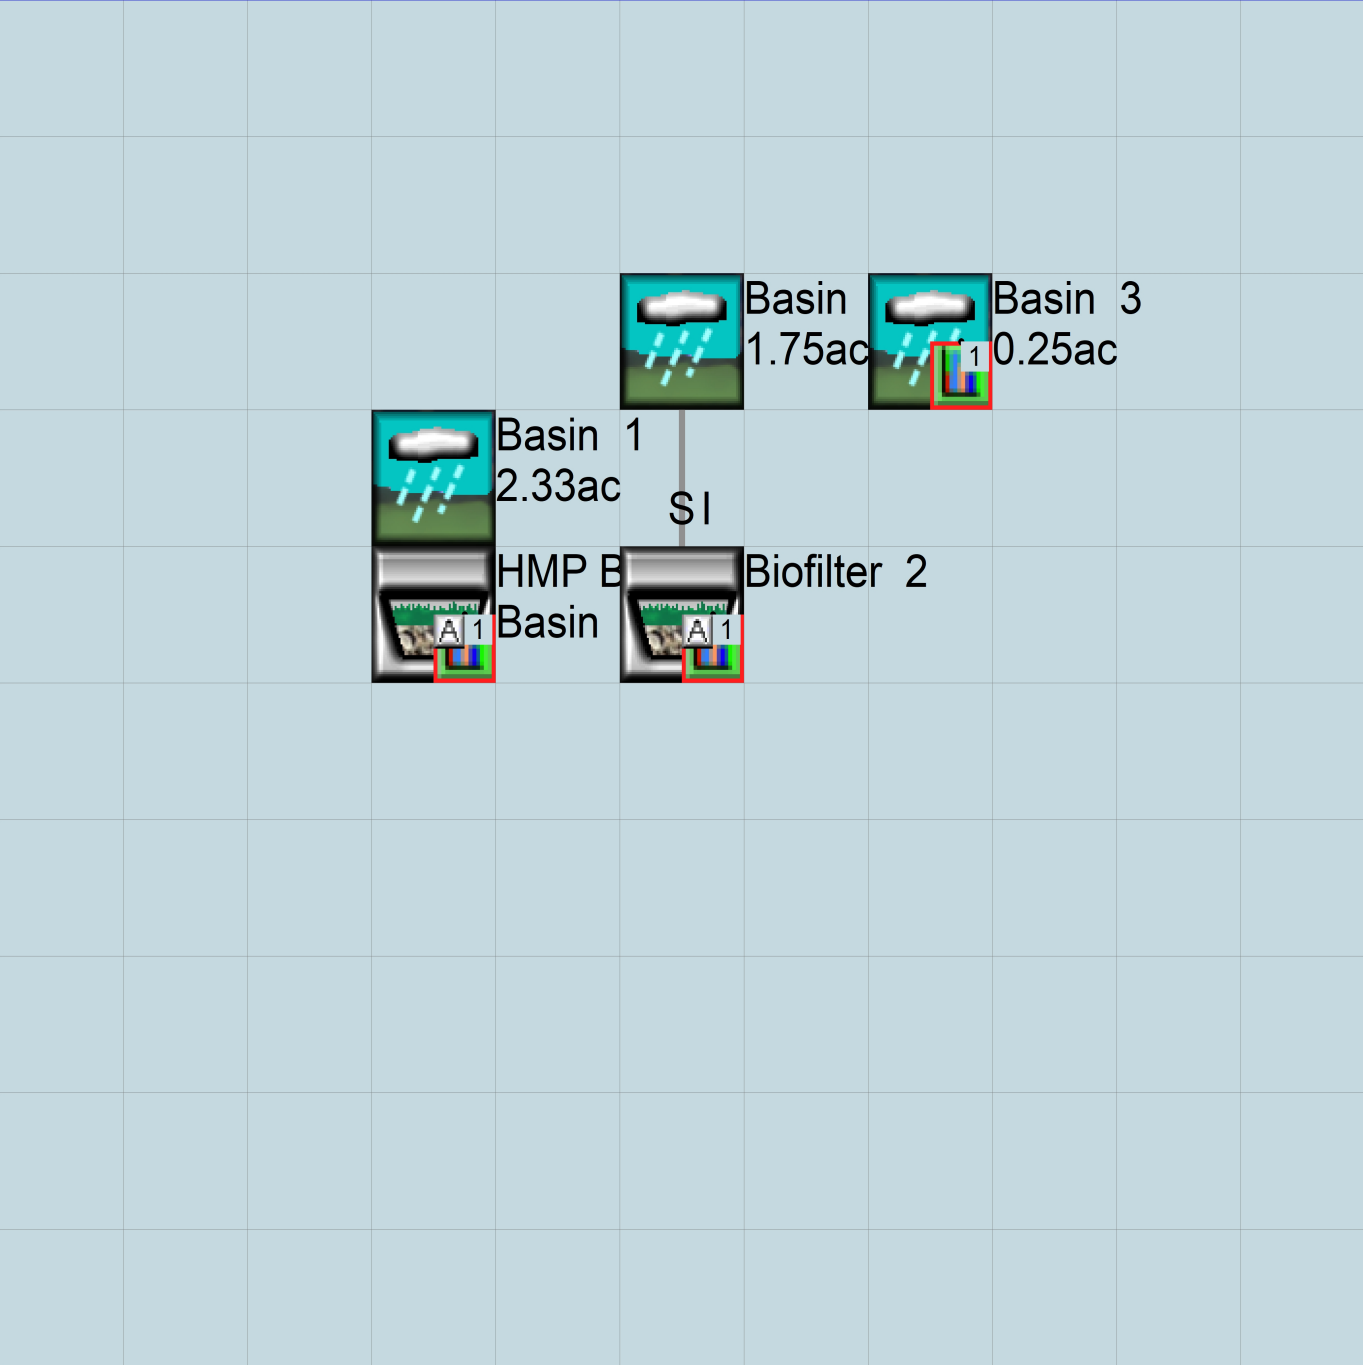 Basin
1.75ac
Basin 3
1
0.25ac
Basin 1
2.33ac
SI
HMP B
Basin
A 1
Biofilter 2
A 1